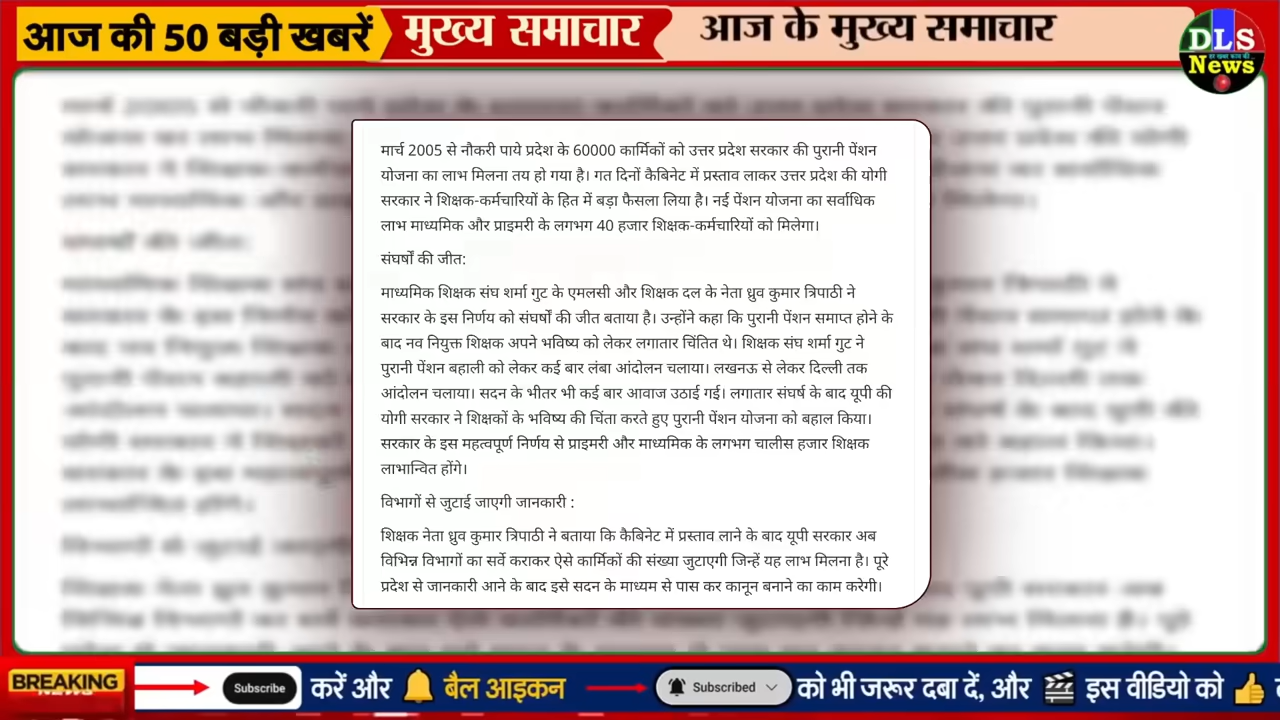 आज की 50 बड़ी खबरें
मुख्य समाचार
आज के मुख्य समाचार
DLS
News
मार्च 2005 से नौकरी पाये प्रदेश के 60000 कार्मिकों को उत्तर प्रदेश सरकार की पुरानी पेंशन
योजना का लाभ मिलना तय हो गया है। गत दिनों कैबिनेट में प्रस्ताव लाकर उत्तर प्रदेश की योगी
सरकार ने शिक्षक-कर्मचारियों के हित में बड़ा फैसला लिया है। नई पेंशन योजना का सर्वाधिक
लाभ माध्यमिक और प्राइमरी के लगभग 40 हजार शिक्षक-कर्मचारियों को मिलेगा।
संघर्षों की जीत:
माध्यमिक शिक्षक संघ शर्मा गुट के एमलसी और शिक्षक दल के नेता ध्रुव कुमार त्रिपाठी ने
सरकार के इस निर्णय को संघर्षों की जीत बताया है। उन्होंने कहा कि पुरानी पेंशन समाप्त होने के
बाद नव नियुक्त शिक्षक अपने भविष्य को लेकर लगातार चिंतित थे। शिक्षक संघ शर्मा गुट ने
पुरानी पेंशन बहाली को लेकर कई बार लंबा आंदोलन चलाया। लखनऊ से लेकर दिल्ली तक
आंदोलन चलाया। सदन के भीतर भी कई बार आवाज उठाई गई। लगातार संघर्ष के बाद यूपी की
योगी सरकार ने शिक्षकों के भविष्य की चिंता करते हुए पुरानी पेंशन योजना को बहाल किया।
सरकार के इस महत्वपूर्ण निर्णय से प्राइमरी और माध्यमिक के लगभग चालीस हजार शिक्षक
लाभान्वित होंगे।
विभागों से जुटाई जाएगी जानकारी :
शिक्षक नेता ध्रुव कुमार त्रिपाठी ने बताया कि कैबिनेट में प्रस्ताव लाने के बाद यूपी सरकार अब
विभिन्न विभागों का सर्वे कराकर ऐसे कार्मिकों की संख्या जुटाएगी जिन्हें यह लाभ मिलना है। पूरे
प्रदेश से जानकारी आने के बाद इसे सदन के माध्यम से पास कर कानून बनाने का काम करेगी।
BREAKING
Subscribe करें और बैल आइकन Subscribed को भी जरूर दबा दें, और इस वीडियो को